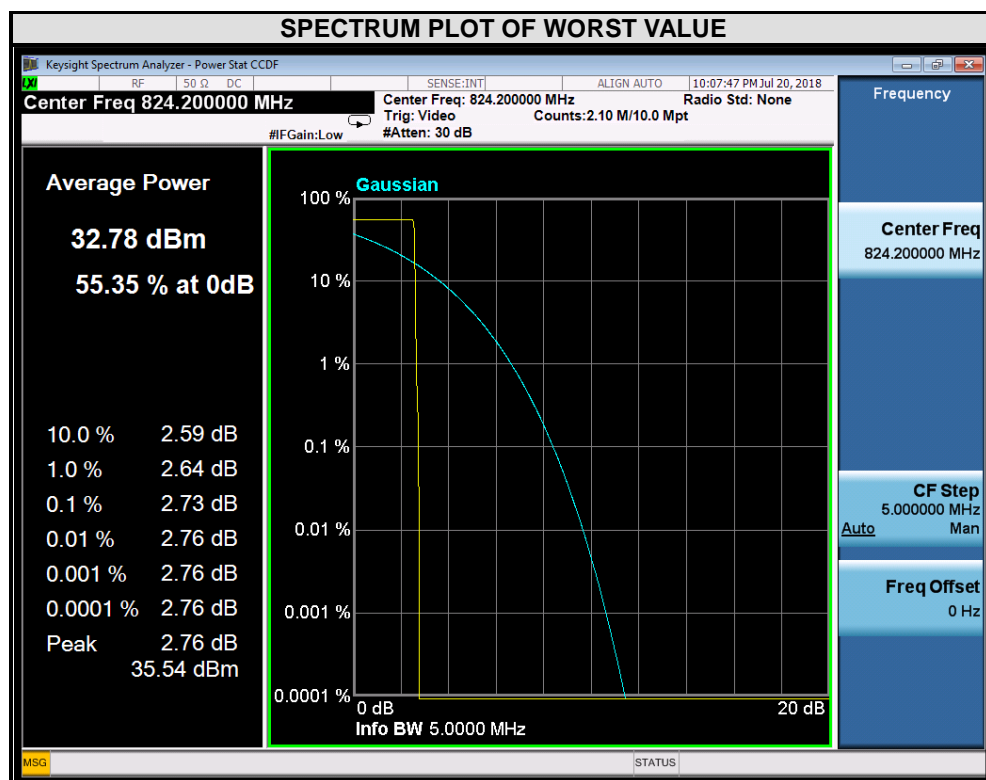 SPECTRUM PLOT OF WORST VALUE
Keysight Spectrum Analyzer - Power Stat CCDF
LXI RF 50 Ω DC SENSE:INT ALIGN AUTO 10:07:47 PM Jul 20, 2018
Center Freq 824.200000 MHz
#IFGain:Low
Center Freq: 824.200000 MHz Radio Std: None
Trig: Video Counts:2.10 M/10.0 Mpt
#Atten: 30 dB
Average Power
32.78 dBm
55.35 % at 0dB
10.0 % 2.59 dB
1.0 % 2.64 dB
0.1 % 2.73 dB
0.01 % 2.76 dB
0.001 % 2.76 dB
0.0001 % 2.76 dB
Peak 2.76 dB
35.54 dBm
Gaussian
100 %
10 %
1 %
0.1 %
0.01 %
0.001 %
0.0001 %
0 dB 20 dB
Info BW 5.0000 MHz
Frequency
Center Freq
824.200000 MHz
CF Step
5.000000 MHz
Auto Man
Freq Offset
0 Hz
MSG STATUS